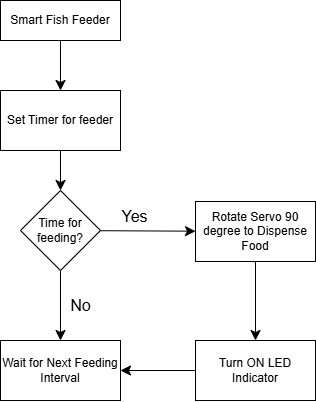 Smart Fish Feeder
Set Timer for feeder
Time for
feeding?
Yes
Rotate Servo 90
degree to Dispense
Food
No
Wait for Next Feeding
Interval
Turn ON LED
Indicator